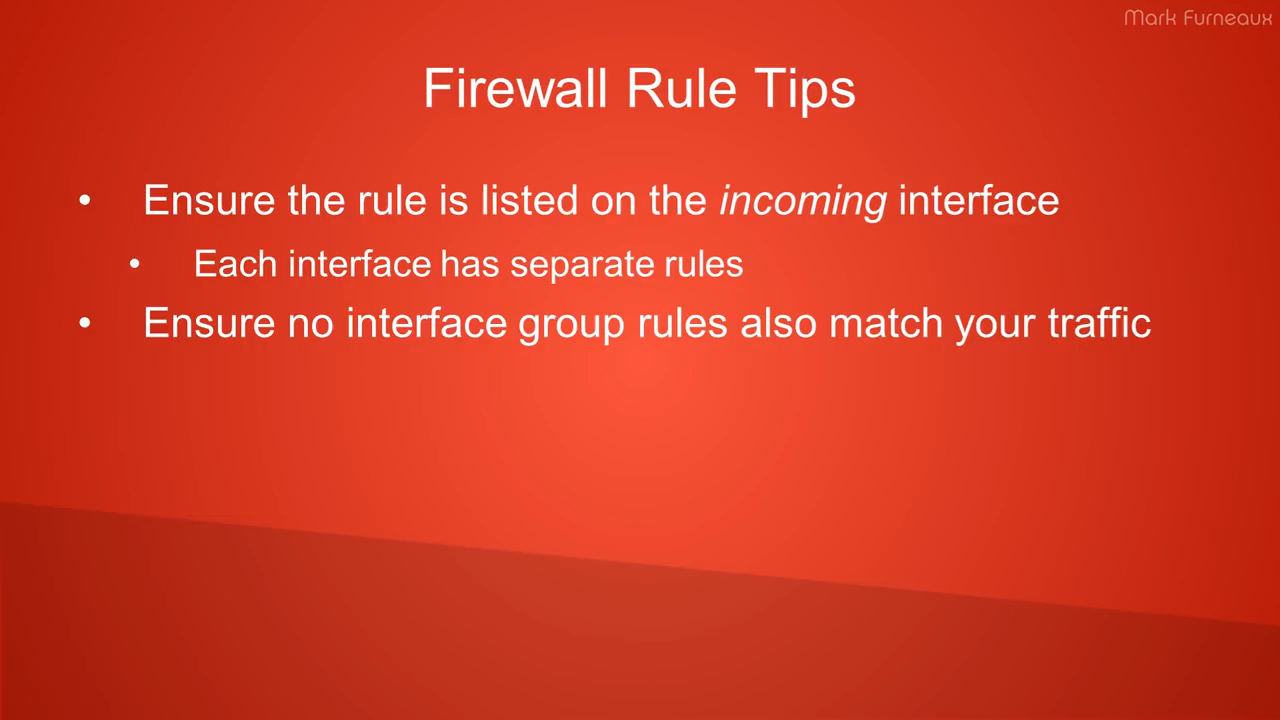 Mark Furneaux
Firewall Rule Tips
• Ensure the rule is listed on the incoming interface
• Each interface has separate rules
• Ensure no interface group rules also match your traffic